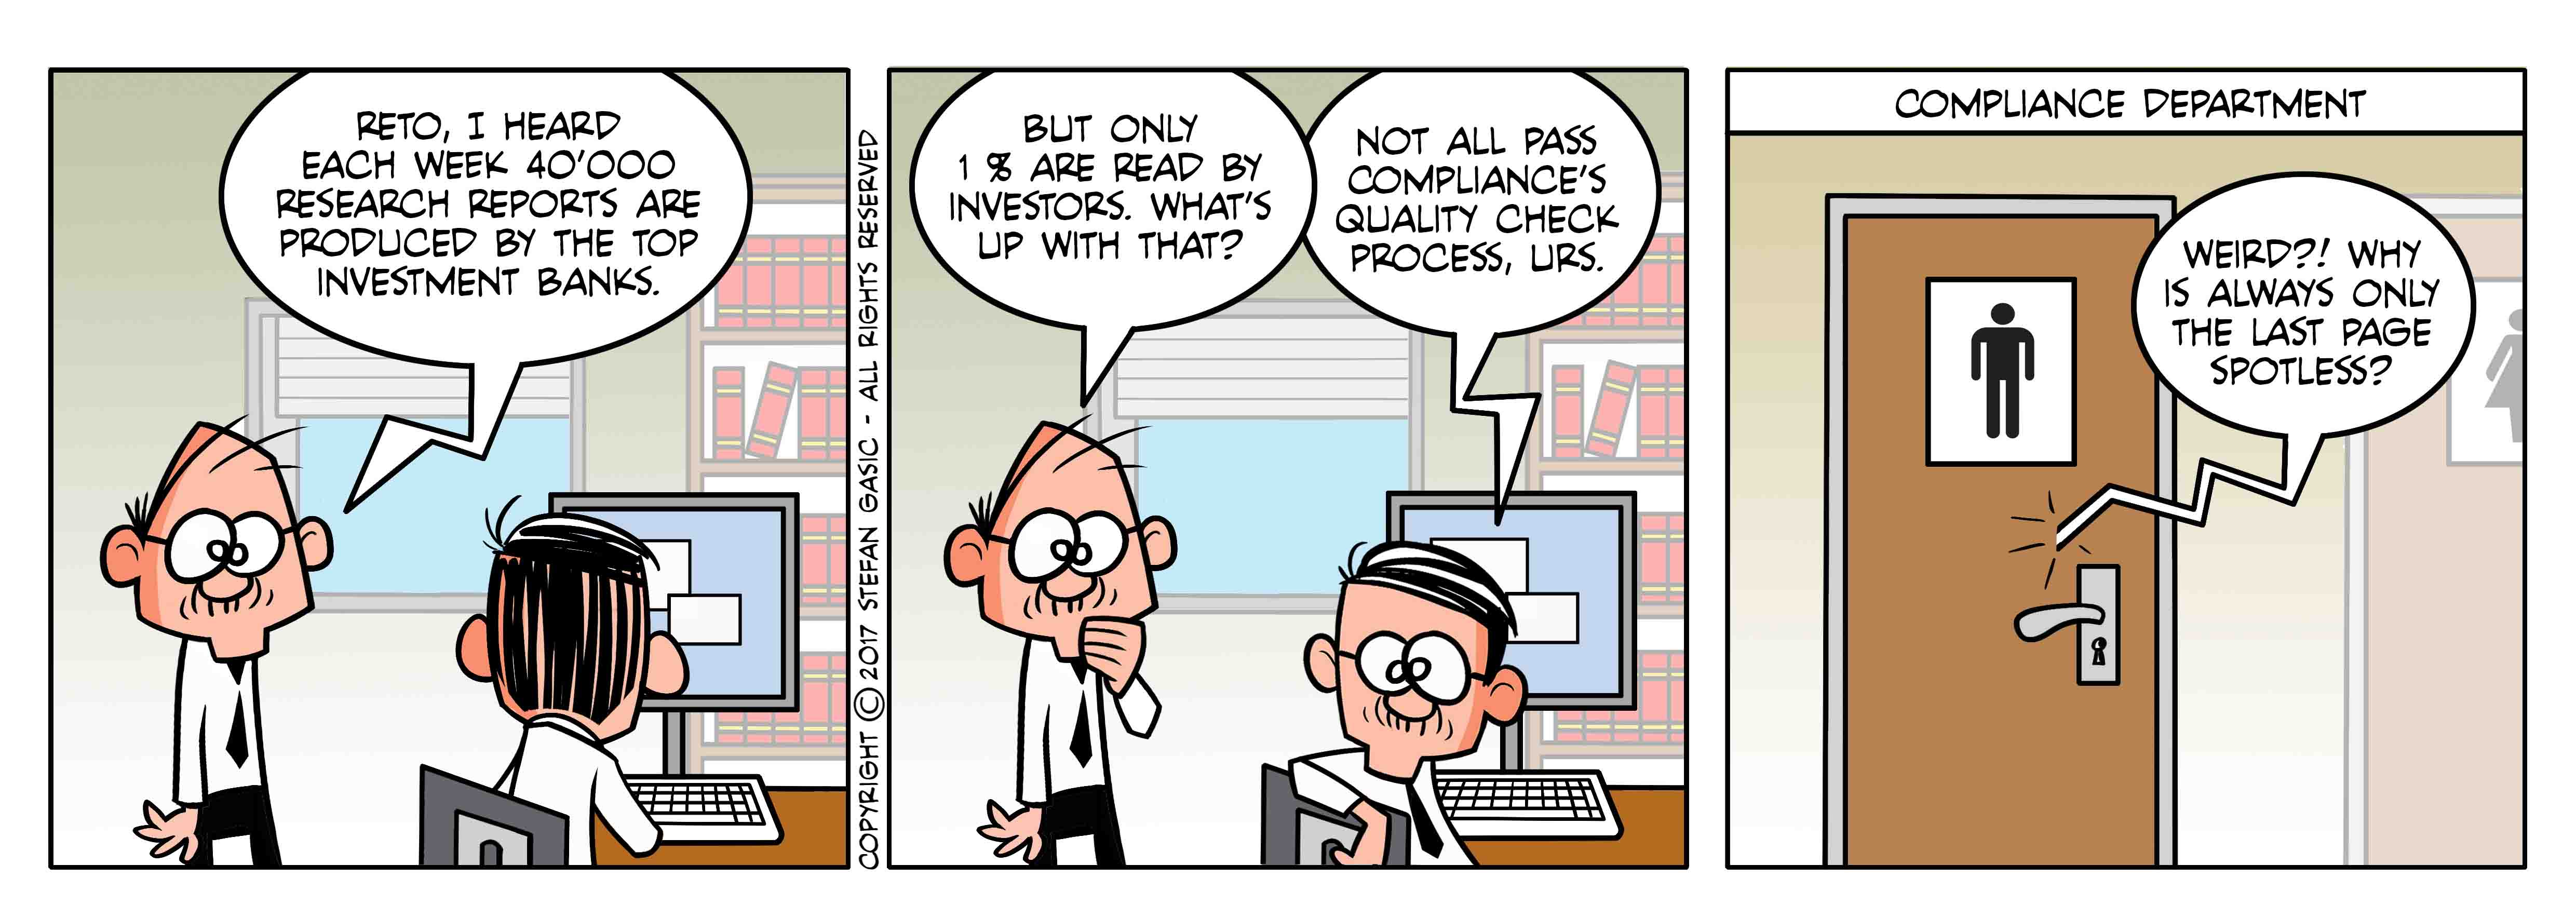 RETO, I HEARD
EACH WEEK 40'000
RESEARCH REPORTS ARE
PRODUCED BY THE TOP
INVESTMENT BANKS.
COPYRIGHT © 2017 STEFAN GASIC - ALL RIGHTS RESERVED
BUT ONLY
1 % ARE READ BY
INVESTORS. WHAT'S
UP WITH THAT?
NOT ALL PASS
COMPLIANCE'S
QUALITY CHECK
PROCESS, URS.
COMPLIANCE DEPARTMENT
WEIRD?! WHY
IS ALWAYS ONLY
THE LAST PAGE
SPOTLESS?